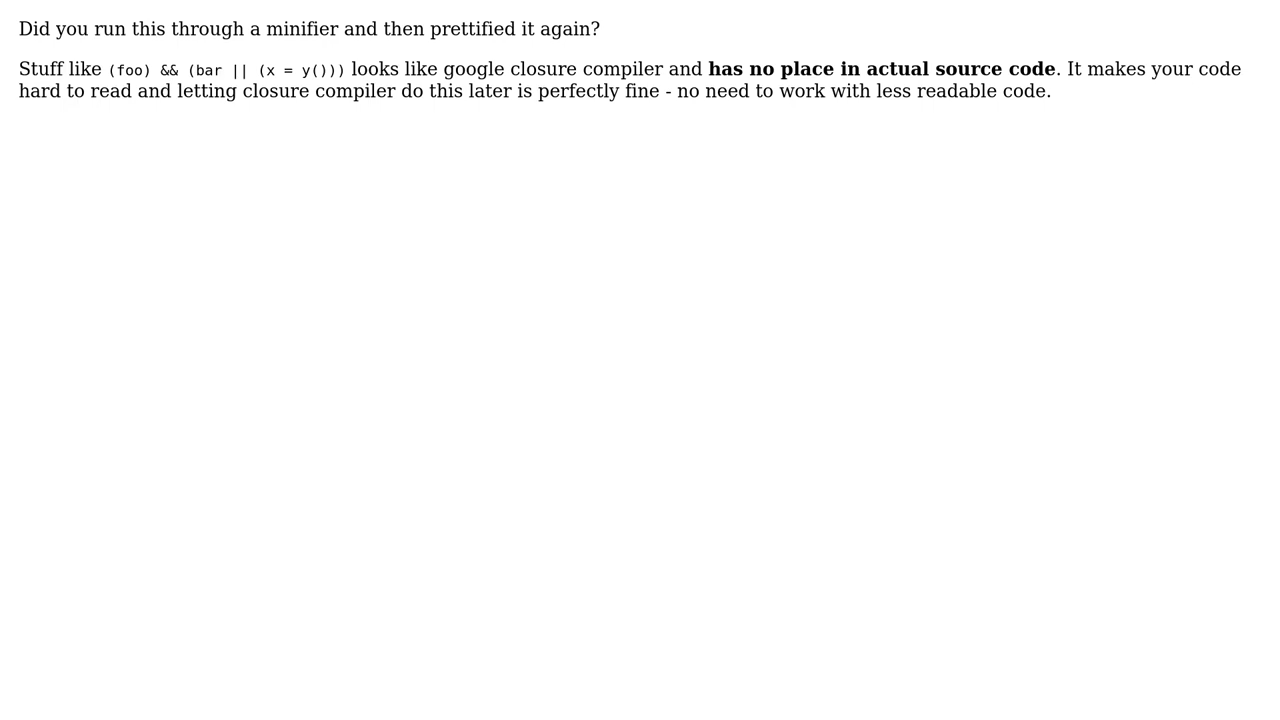 Did you run this through a minifier and then prettified it again?
Stuff like (foo) && (bar || (x = y())) looks like google closure compiler and has no place in actual source code. It makes your code
hard to read and letting closure compiler do this later is perfectly fine - no need to work with less readable code.